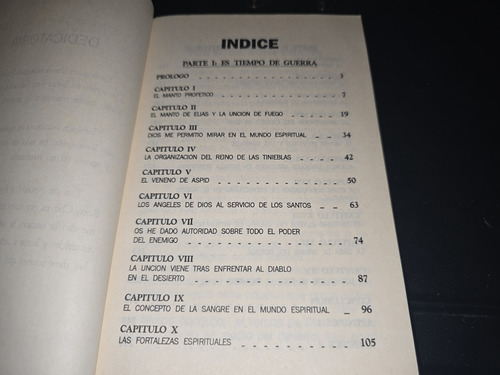 INDICE
PARTE I: ES TIEMPO DE GUERRA
PROLOGO _ _ _ _ _ _ _ _ _ _ _ _ _ _ 3
CAPITULO I
EL MANTO PROFETICO _ _ _ _ _ _ _ _ _ _ _ _ 7
CAPITULO II
EL MANTO DE ELIAS Y LA UNCION DE FUEGO _ _ _ _ _ 19
CAPITULO III
DIOS ME PERMITIO MIRAR EN EL MUNDO ESPIRITUAL _ _ 34
CAPITULO IV
LA ORGANIZACION DEL REINO DE LAS TINIEBLAS _ _ _ _ 42
CAPITULO V
EL VENENO DE ASPID _ _ _ _ _ _ _ _ _ _ _ 50
CAPITULO VI
LOS ANGELES DE DIOS AL SERVICIO DE LOS SANTOS _ _ 63
CAPITULO VII
OS HE DADO AUTORIDAD SOBRE TODO EL PODER
DEL ENEMIGO _ _ _ _ _ _ _ _ _ _ _ _ _ 74
CAPITULO VIII
LA UNCION VIENE TRAS ENFRENTAR AL DIABLO
EN EL DESIERTO _ _ _ _ _ _ _ _ _ _ _ _ 87
CAPITULO IX
EL CONCEPTO DE LA SANGRE EN EL MUNDO ESPIRITUAL _ 96
CAPITULO X
LAS FORTALEZAS ESPIRITUALES _ _ _ _ _ _ _ _ 105
DEDICATORIA